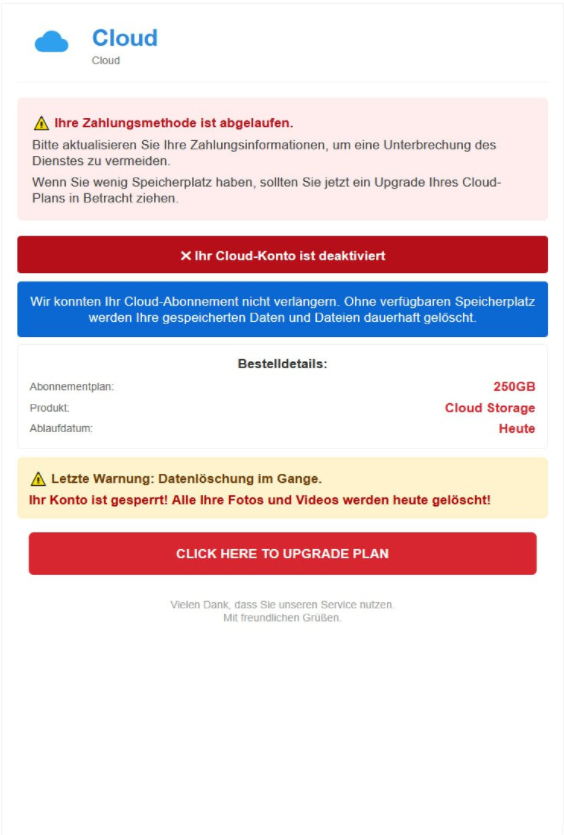 Cloud
Cloud
Ihre Zahlungsmethode ist abgelaufen.
Bitte aktualisieren Sie Ihre Zahlungsinformationen, um eine Unterbrechung des
Dienstes zu vermeiden.
Wenn Sie wenig Speicherplatz haben, sollten Sie jetzt ein Upgrade Ihres Cloud-
Plans in Betracht ziehen.
Ihr Cloud-Konto ist deaktiviert
Wir konnten Ihr Cloud-Abonnement nicht verlängern. Ohne verfügbaren Speicherplatz
werden Ihre gespeicherten Daten und Dateien dauerhaft gelöscht.
Bestelldetails:
Abonnementplan: 250GB
Produkt: Cloud Storage
Ablaufdatum: Heute
Letzte Warnung: Datenlöschung im Gange.
Ihr Konto ist gesperrt! Alle Ihre Fotos und Videos werden heute gelöscht!
CLICK HERE TO UPGRADE PLAN
Vielen Dank, dass Sie unseren Service nutzen.
Mit freundlichen Grüßen.